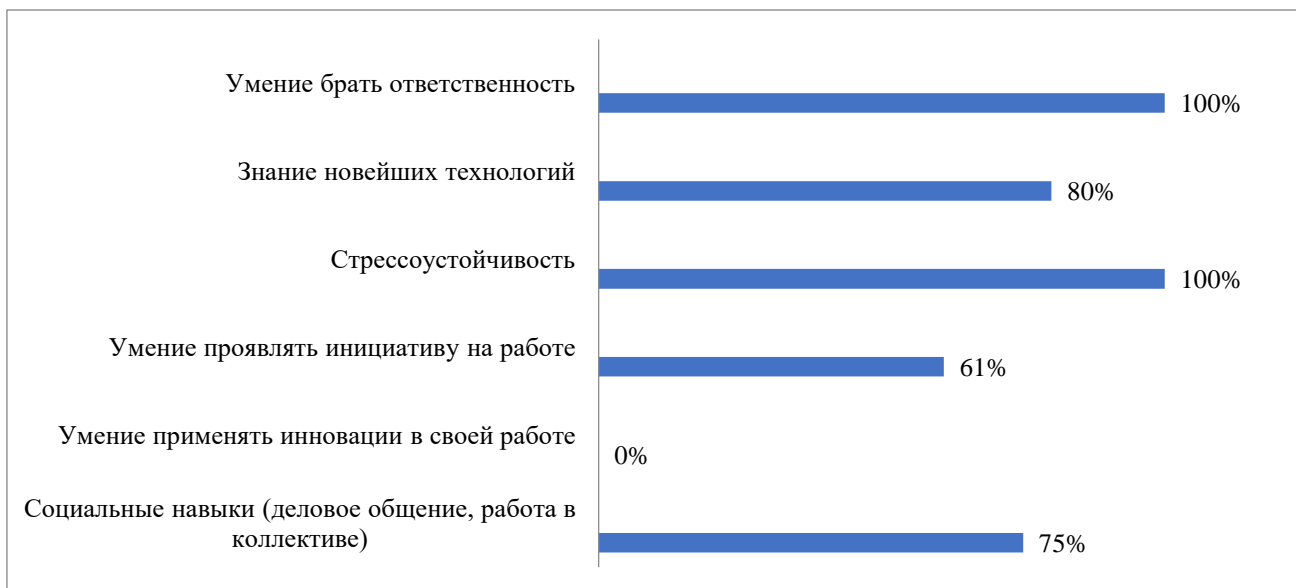 Умение брать ответственность
100%
Знание новейших технологий
80%
Стрессоустойчивость
100%
Умение проявлять инициативу на работе
61%
Умение применять инновации в своей работе
0%
Социальные навыки (деловое общение, работа в
коллективе)
75%